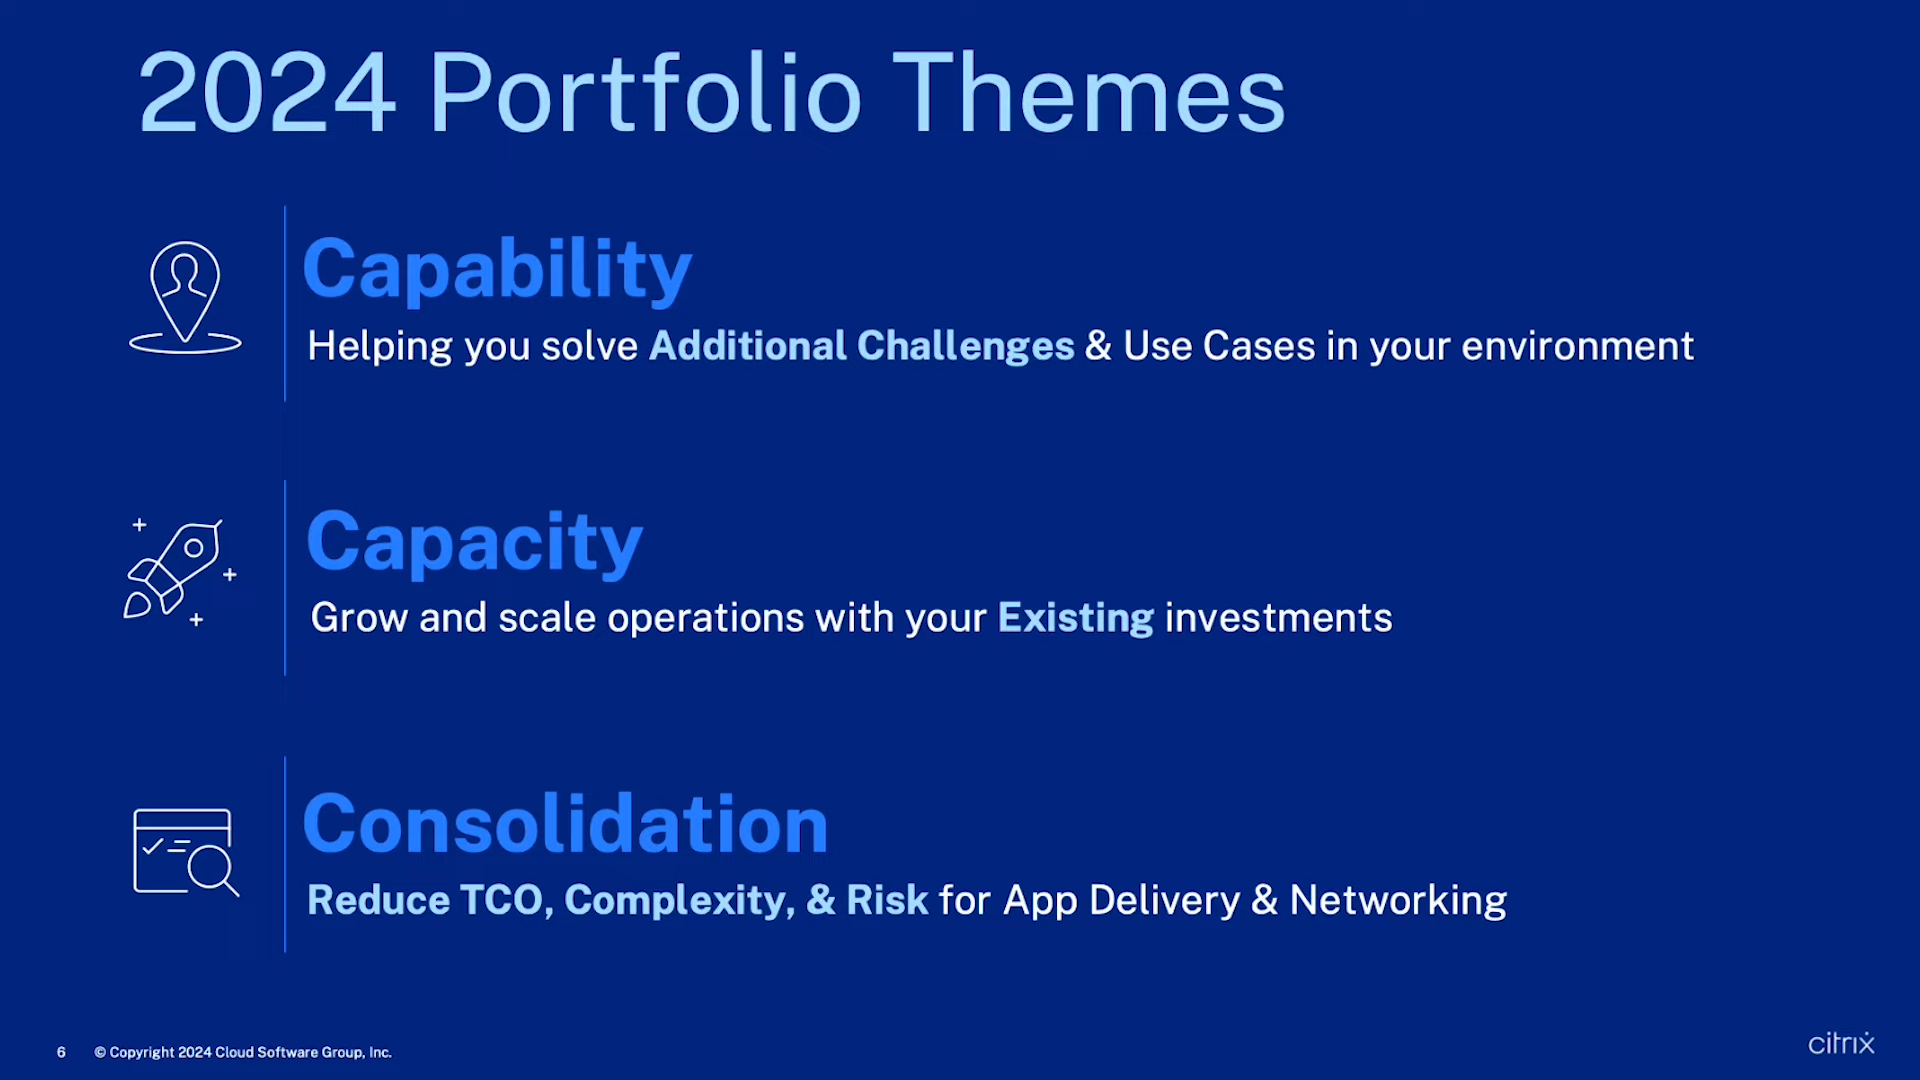 2024 Portfolio Themes
Capability
Helping you solve Additional Challenges & Use Cases in your environment
Capacity
Grow and scale operations with your Existing investments
Consolidation
Reduce TCO, Complexity, & Risk for App Delivery & Networking
6 © Copyright 2024 Cloud Software Group, Inc.
citrix